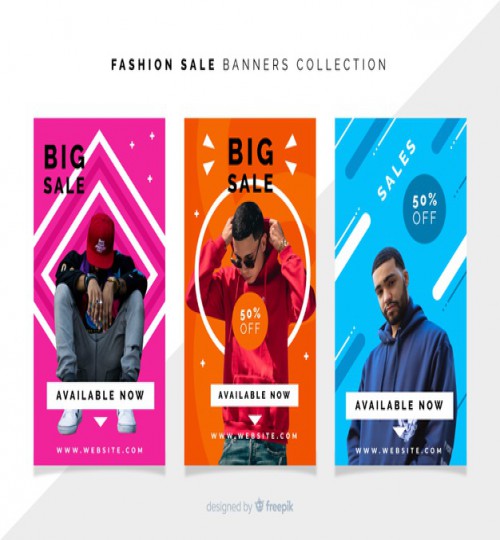 FASHION SALE BANNERS COLLECTION
BIG
SALE
AVAILABLE NOW
WWW.WEBSITE.COM
BIG
SALE
50%
OFF
AVAILABLE NOW
WWW.WEBSITE.COM
SALES
50%
OFF
AVAILABLE NOW
WWW.WEBSITE.COM
designed by freepik